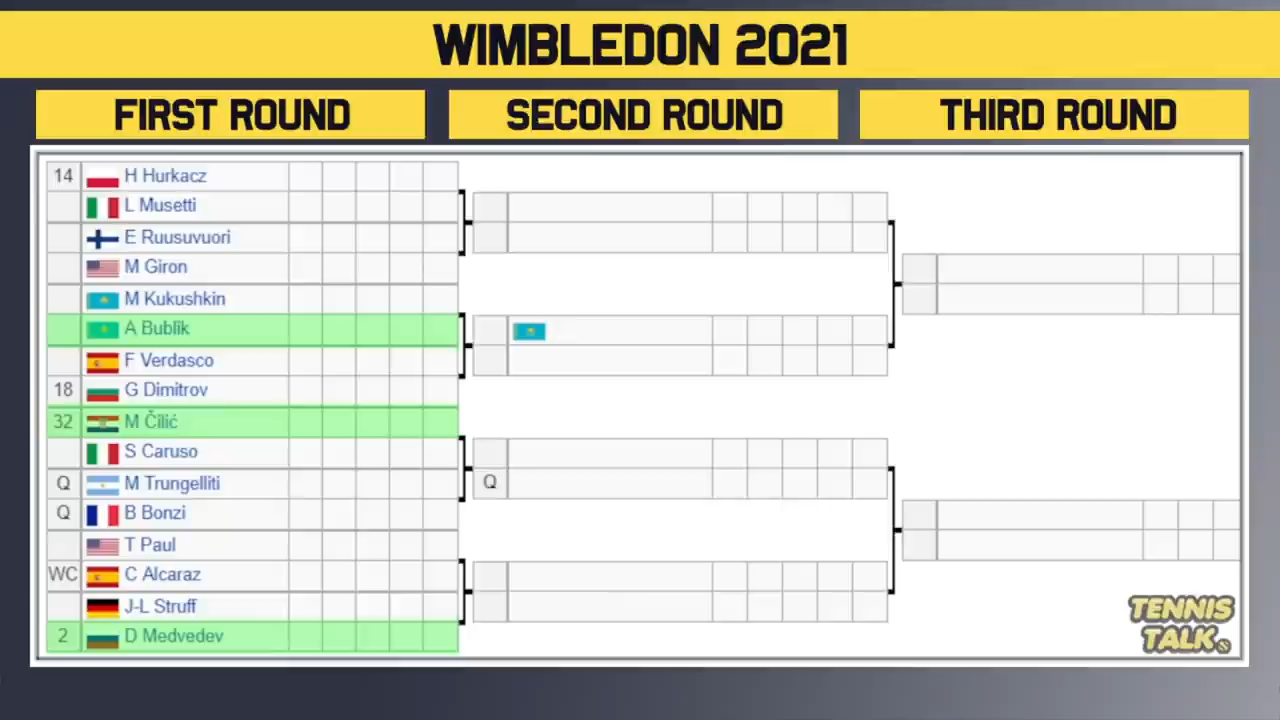 WIMBLEDON 2021
FIRST ROUND
SECOND ROUND
THIRD ROUND
14 H Hurkacz
L Musetti
E Ruusuvuori
M Giron
M Kukushkin
A Bublik
F Verdasco
18 G Dimitrov
32 M Čilić
S Caruso
Q M Trungelliti
Q B Bonzi
T Paul
WC C Alcaraz
J-L Struff
2 D Medvedev
Q
TENNIS
TALK